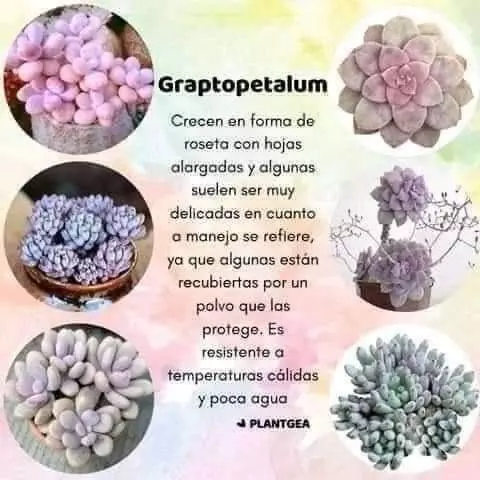 Graptopetalum
Crecen en forma de
roseta con hojas
alargadas y algunas
suelen ser muy
delicadas en cuanto
a manejo se refiere,
ya que algunas están
recubiertas por un
polvo que las
protege. Es
resistente a
temperaturas cálidas
y poca agua
PLANTGEA